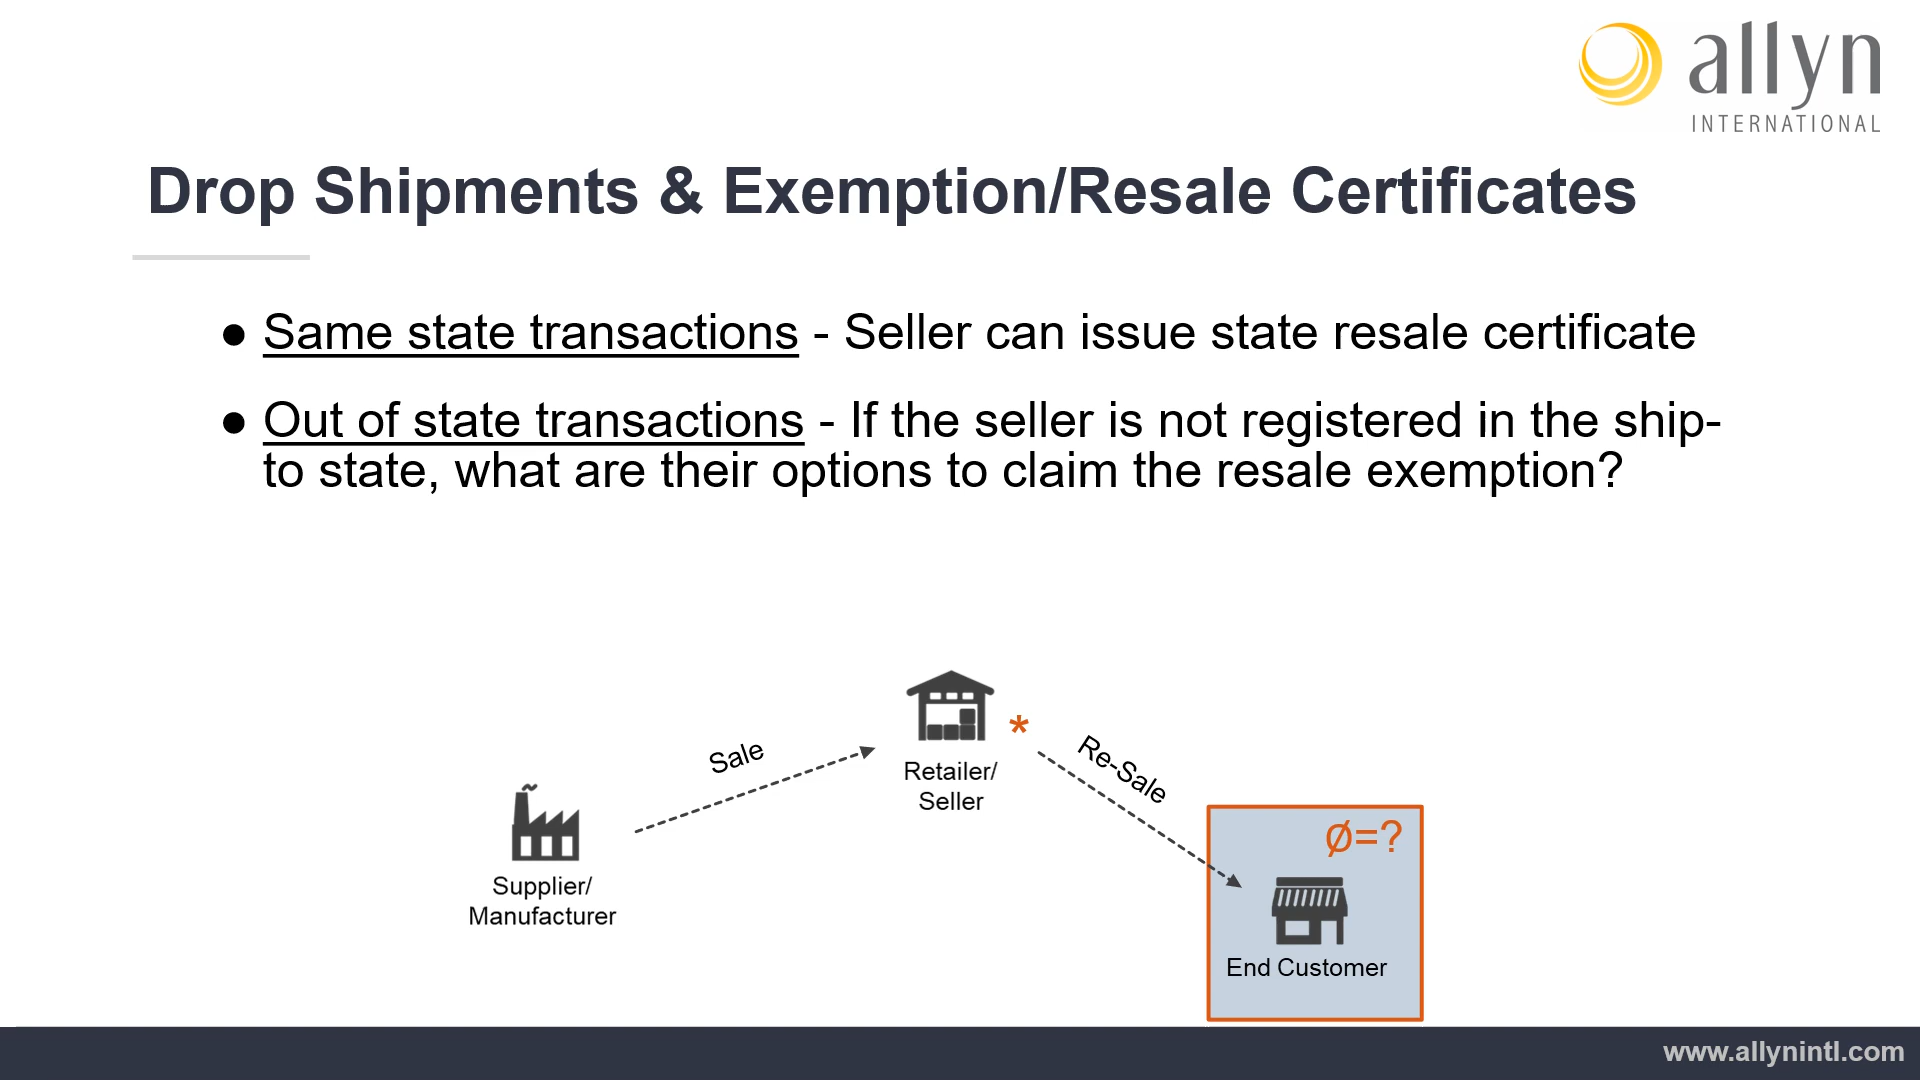 allyn
INTERNATIONAL
Drop Shipments & Exemption/Resale Certificates
● Same state transactions - Seller can issue state resale certificate
● Out of state transactions - If the seller is not registered in the ship-
to state, what are their options to claim the resale exemption?
Sale
Retailer/
Seller
*
Re-Sale
Supplier/
Manufacturer
Ø=?
End Customer
www.allynintl.com